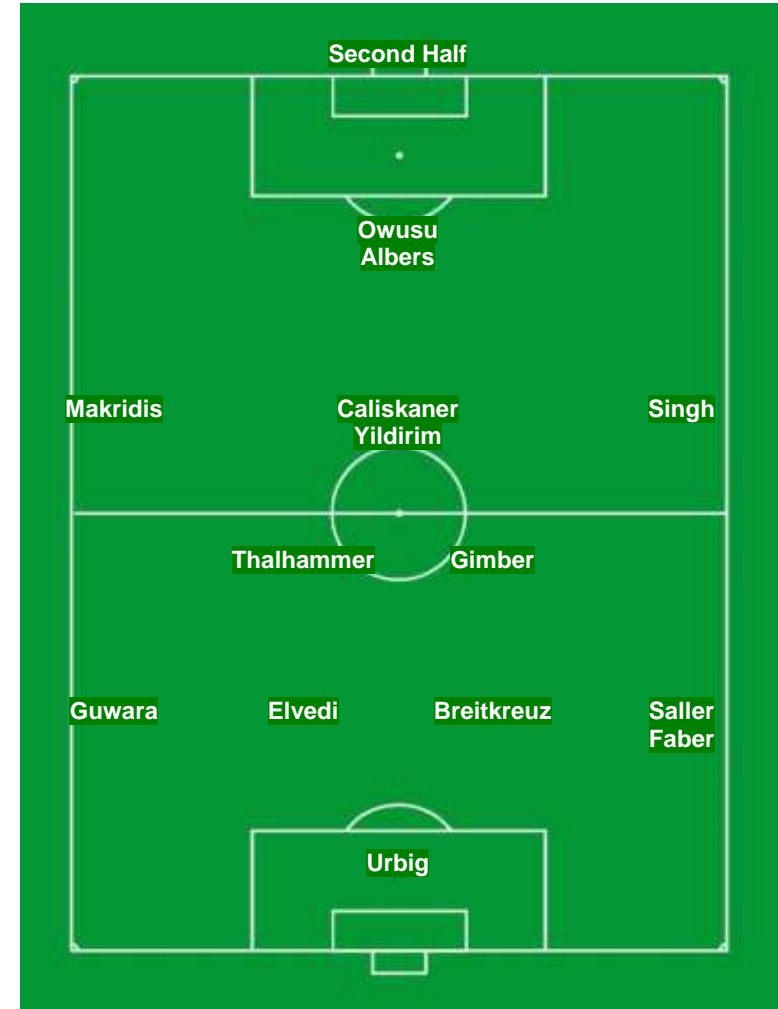 Second Half
Owusu
Albers
Makridis
Caliskaner
Yildirim
Singh
Thalhammer
Gimber
Guwara
Elvedi
Breitkreuz
Saller
Faber
Urbig